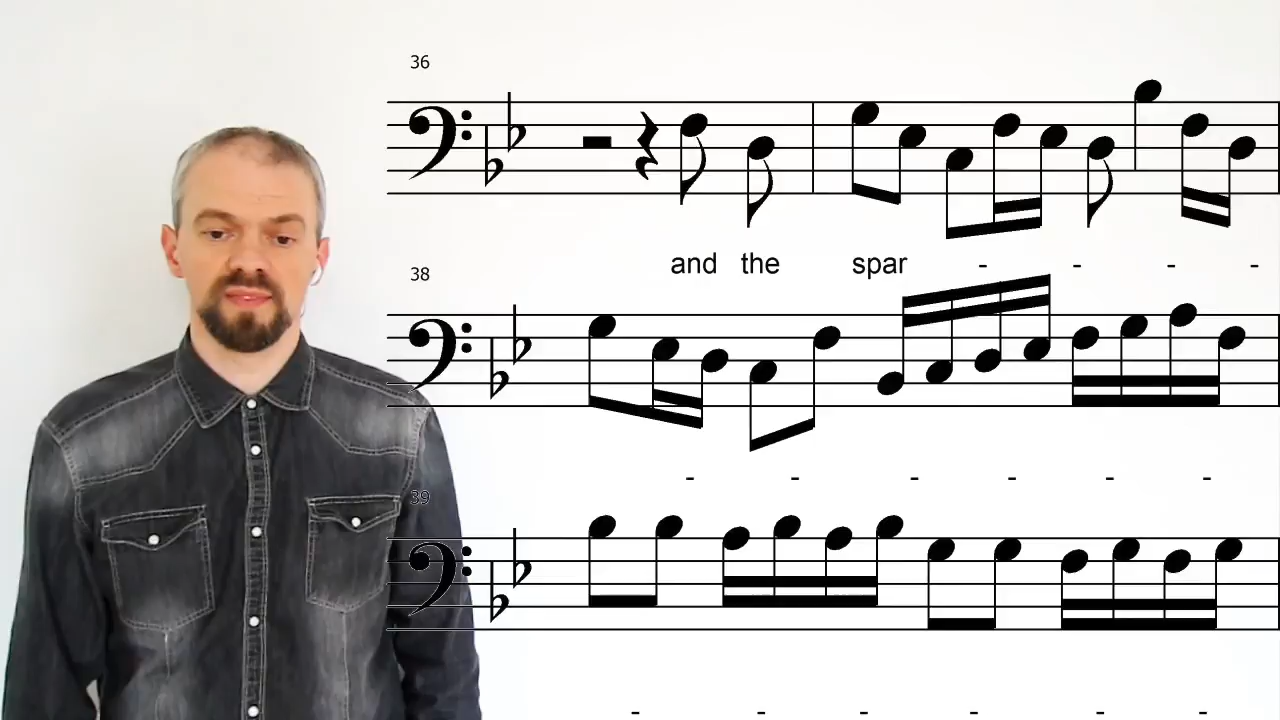 36
and the spar - - - -
38
- - - - - -
39
- - - - - -